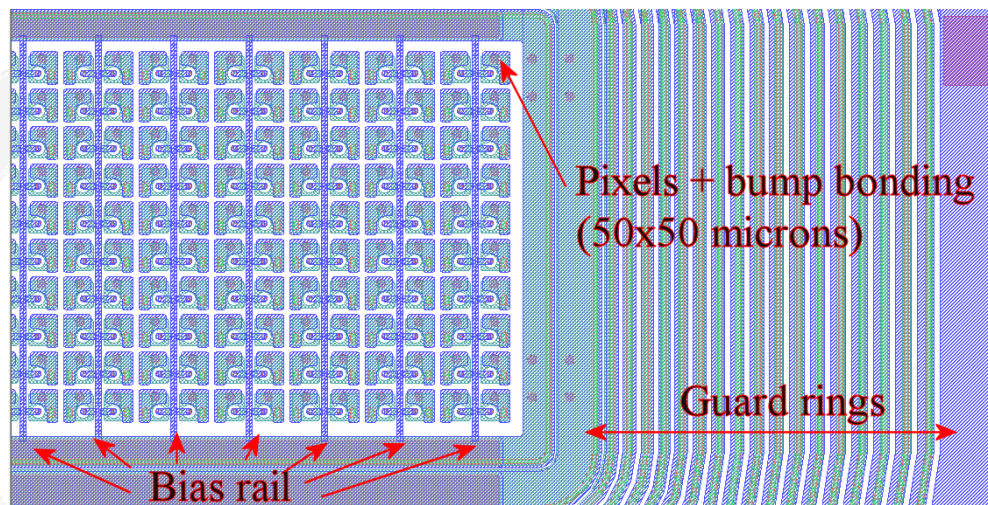 Pixels + bump bonding
(50x50 microns)
Guard rings
Bias rail